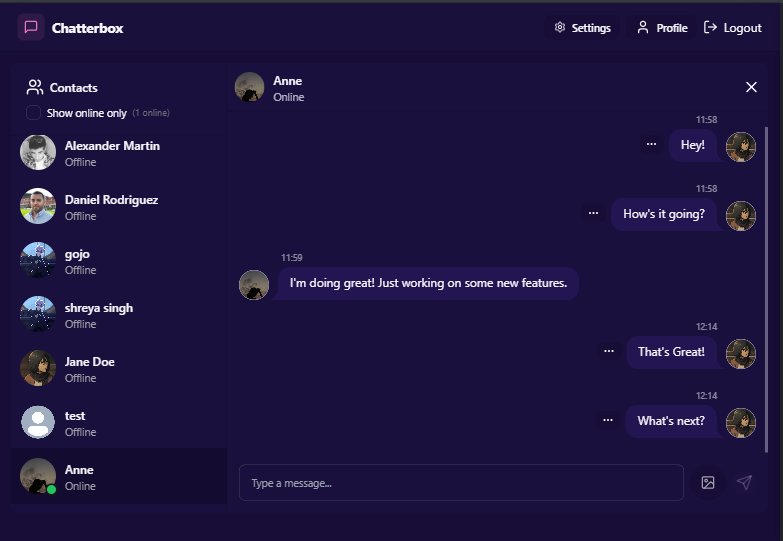 Chatterbox
Settings
Profile
Logout
Contacts
Show online only (1 online)
Alexander Martin
Offline
Daniel Rodriguez
Offline
gojo
Offline
shreya singh
Offline
Jane Doe
Offline
test
Offline
Anne
Online
Anne
Online
11:58
Hey!
11:58
How's it going?
11:59
I'm doing great! Just working on some new features.
12:14
That's Great!
12:14
What's next?
Type a message...